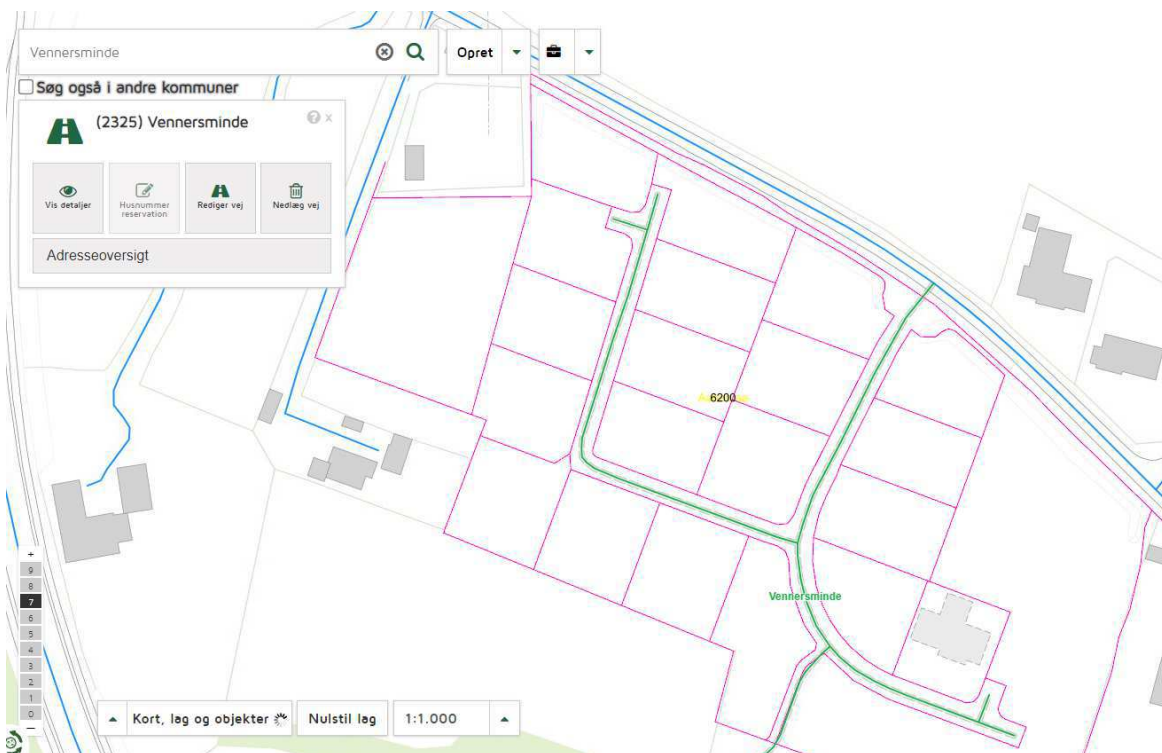 Vennersminde
Opret
Søg også i andre kommuner
(2325) Vennersminde
x
Vis detaljer
Husnummer
reservation
Rediger vej
Nedlæg vej
Adresseoversigt
6200
Vennersminde
+
9
8
7
6
5
4
3
2
1
0
–
Kort, lag og objekter
Nulstil lag
1:1.000